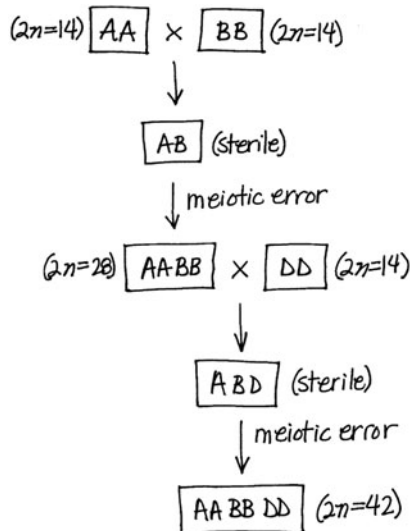 (2n=14) AA × BB (2n=14)
AB (sterile)
meiotic error
(2n=28) AABB × DD (2n=14)
ABD (sterile)
meiotic error
AA BB DD (2n=42)